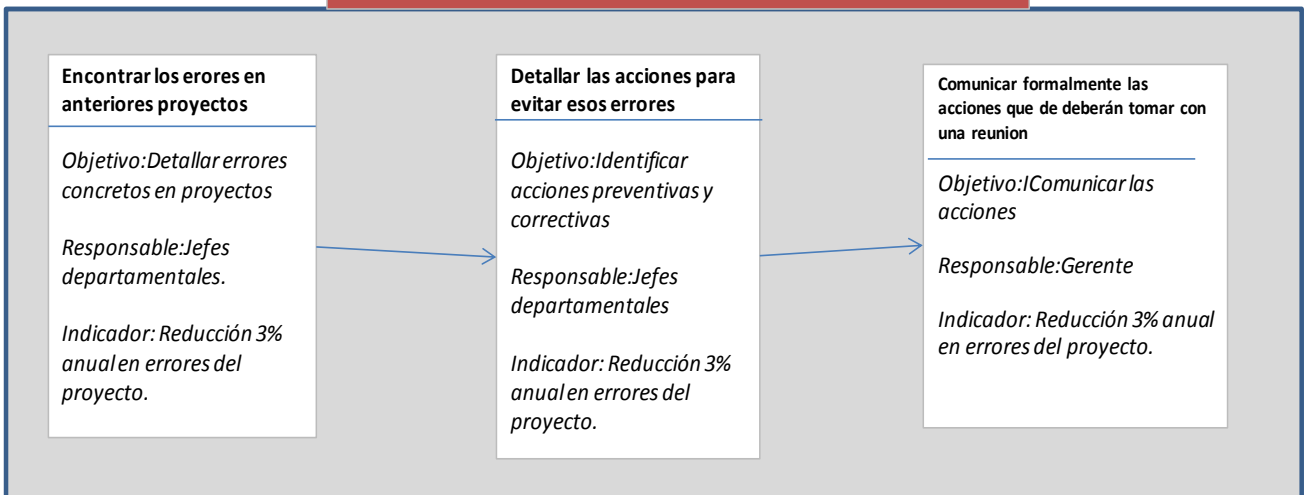 Encontrar los erores en
anteriores proyectos
Objetivo:Detallar errores
concretos en proyectos
Responsable:Jefes
departamentales.
Indicador: Reducción 3%
anual en errores del
proyecto.
Detallar las acciones para
evitar esos errores
Objetivo:Identificar
acciones preventivas y
correctivas
Responsable:Jefes
departamentales
Indicador: Reducción 3%
anual en errores del
proyecto.
Comunicar formalmente las
acciones que de deberán tomar con
una reunion
Objetivo:IComunicar las
acciones
Responsable:Gerente
Indicador: Reducción 3% anual
en errores del proyecto.